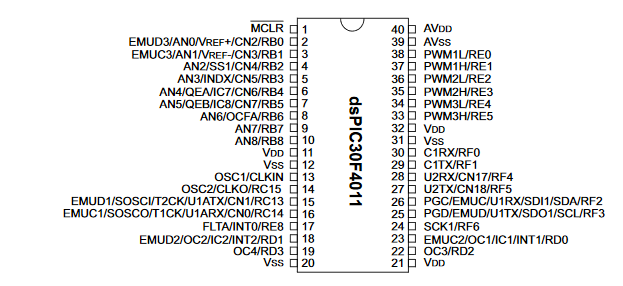 MCLR 1
EMUD3/AN0/VREF+/CN2/RB0 2
EMUC3/AN1/VREF-/CN3/RB1 3
AN2/SS1/CN4/RB2 4
AN3/INDX/CN5/RB3 5
AN4/QEA/IC7/CN6/RB4 6
AN5/QEB/IC8/CN7/RB5 7
AN6/OCFA/RB6 8
AN7/RB7 9
AN8/RB8 10
VDD 11
VSS 12
OSC1/CLKIN 13
OSC2/CLKO/RC15 14
EMUD1/SOSCI/T2CK/U1ATX/CN1/RC13 15
EMUC1/SOSCO/T1CK/U1ARX/CN0/RC14 16
FLTA/INT0/RE8 17
EMUD2/OC2/IC2/INT2/RD1 18
OC4/RD3 19
VSS 20
dsPIC30F4011
40 AVDD
39 AVSS
38 PWM1L/RE0
37 PWM1H/RE1
36 PWM2L/RE2
35 PWM2H/RE3
34 PWM3L/RE4
33 PWM3H/RE5
32 VDD
31 VSS
30 C1RX/RF0
29 C1TX/RF1
28 U2RX/CN17/RF4
27 U2TX/CN18/RF5
26 PGC/EMUC/U1RX/SDI1/SDA/RF2
25 PGD/EMUD/U1TX/SDO1/SCL/RF3
24 SCK1/RF6
23 EMUC2/OC1/IC1/INT1/RD0
22 OC3/RD2
21 VDD